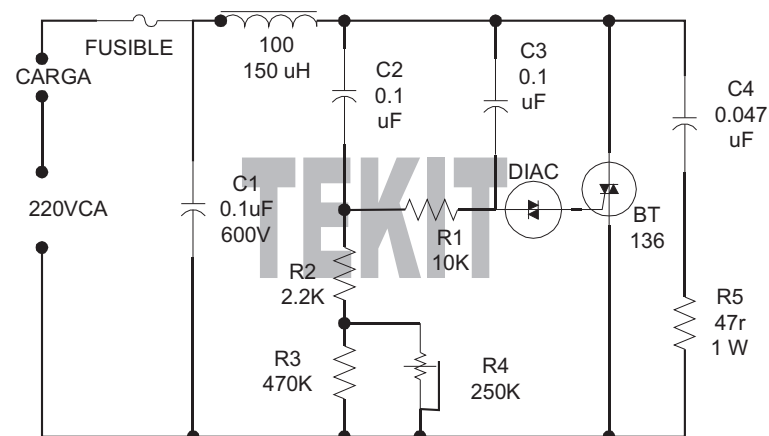 FUSIBLE
CARGA
220VCA
100
150 uH
C1
0.1uF
600V
C2
0.1
uF
C3
0.1
uF
C4
0.047
uF
TEKIT
DIAC
BT
136
R1
10K
R2
2.2K
R3
470K
R4
250K
R5
47r
1 W